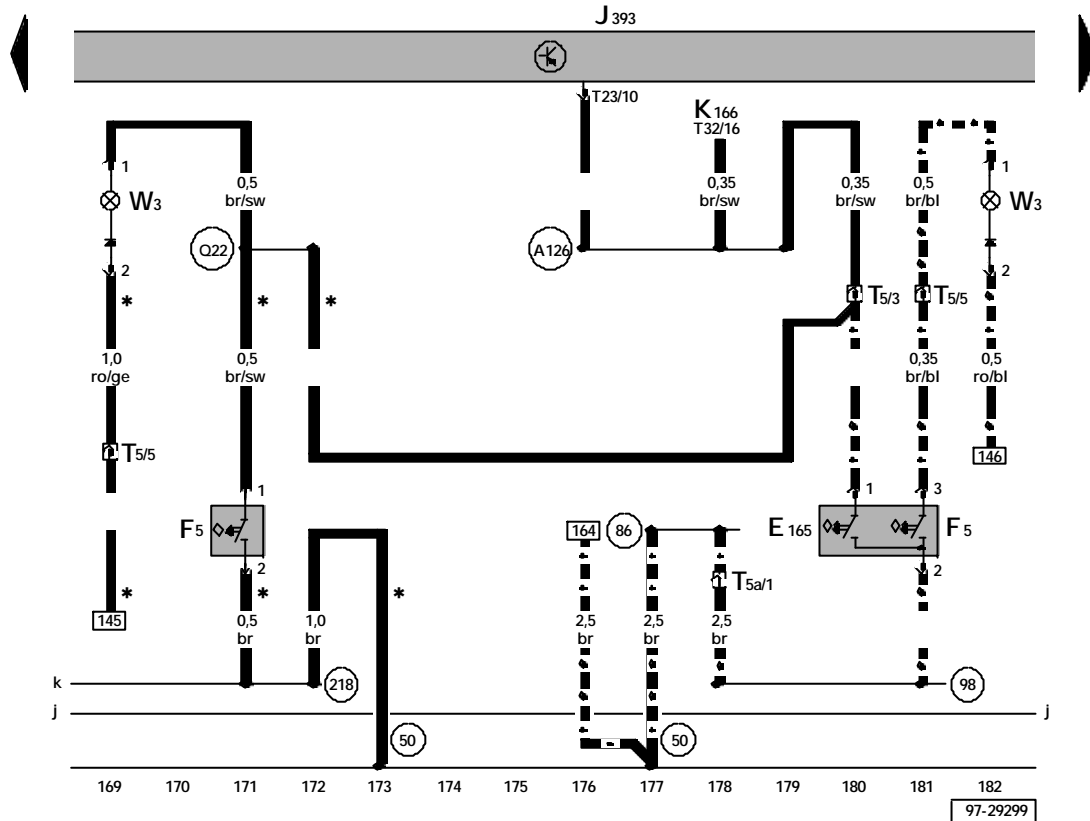 J 393
T23/10
K 166
T32/16
1
W3
0,5
br/sw
0,35
br/sw
0,35
br/sw
0,5
br/bl
1
W3
Q22
A126
2
*
*
*
T5/3
T5/5
2
1,0
ro/ge
0,5
br/sw
0,35
br/bl
0,5
ro/bl
T5/5
146
1
F5
2
164
86
E 165
1
3
F5
2
T5a/1
*
*
*
145
0,5
br
1,0
br
2,5
br
2,5
br
2,5
br
k
218
98
j
j
50
50
169 170 171 172 173 174 175 176 177 178 179 180 181 182
97-29299